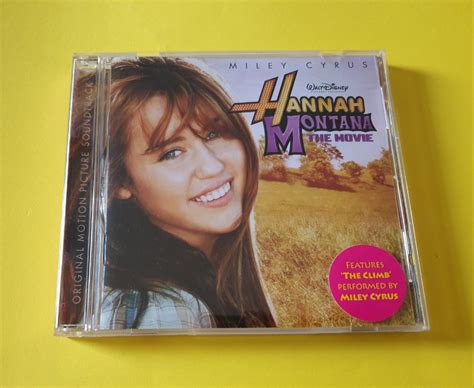 MILEY CYRUS
WALT DISNEY
HANNAH
MONTANA
THE MOVIE
ORIGINAL MOTION PICTURE SOUNDTRACK
FEATURES
'THE CLIMB'
PERFORMED BY
MILEY CYRUS